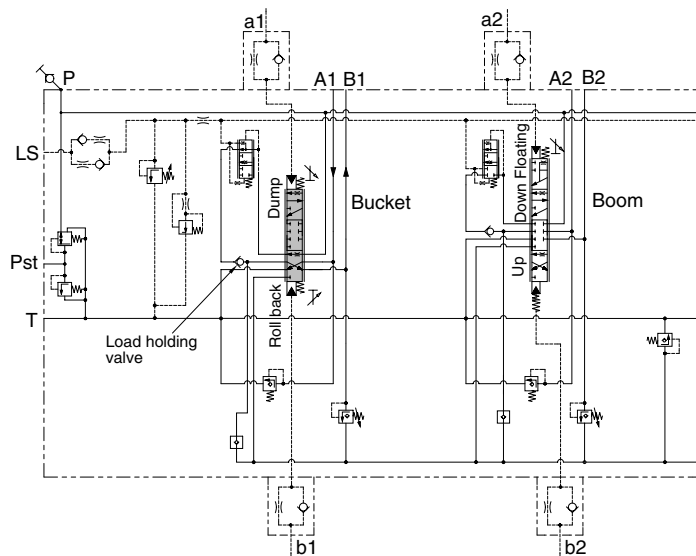 a1
a2
P
A1 B1
A2 B2
LS
Dump
Bucket
Down Floating
Boom
Pst
Up
Roll back
T
Load holding
valve
b1
b2